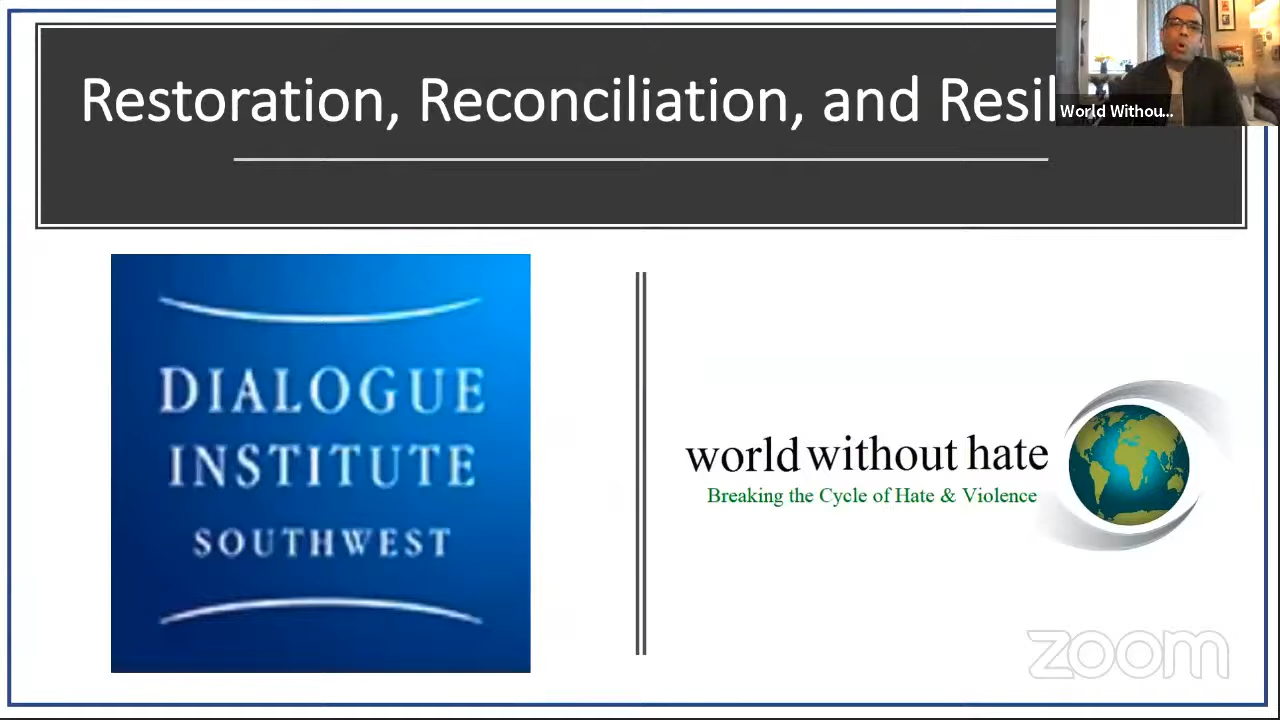 Restoration, Reconciliation, and Resil
World Withou...
DIALOGUE
INSTITUTE
SOUTHWEST
world without hate
Breaking the Cycle of Hate & Violence
zoom